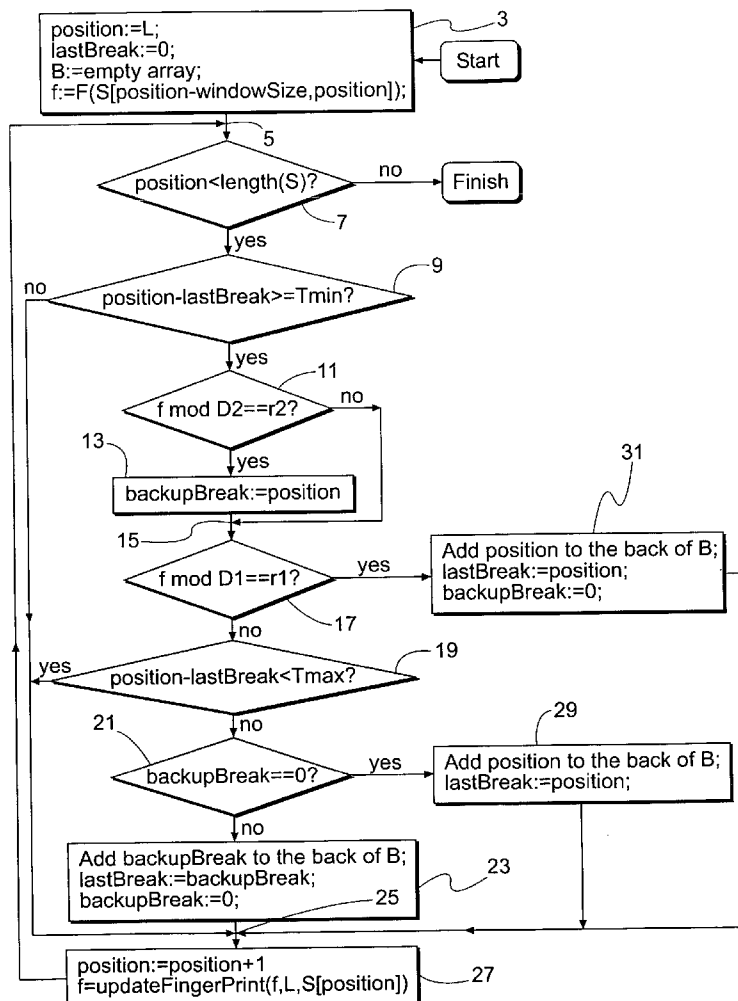 position:=L;
lastBreak:=0;
B:=empty array;
f:=F(S[position-windowSize,position]);
3
Start
5
position<length(S)?
no
Finish
7
yes
9
no
position-lastBreak>=Tmin?
yes
11
f mod D2==r2?
no
13
yes
backupBreak:=position
15
31
f mod D1==r1?
yes
Add position to the back of B;
lastBreak:=position;
backupBreak:=0;
17
no
19
yes
position-lastBreak<Tmax?
no
21
29
backupBreak==0?
yes
Add position to the back of B;
lastBreak:=position;
no
Add backupBreak to the back of B;
lastBreak:=backupBreak;
backupBreak:=0;
23
25
position:=position+1
f=updateFingerPrint(f,L,S[position])
27